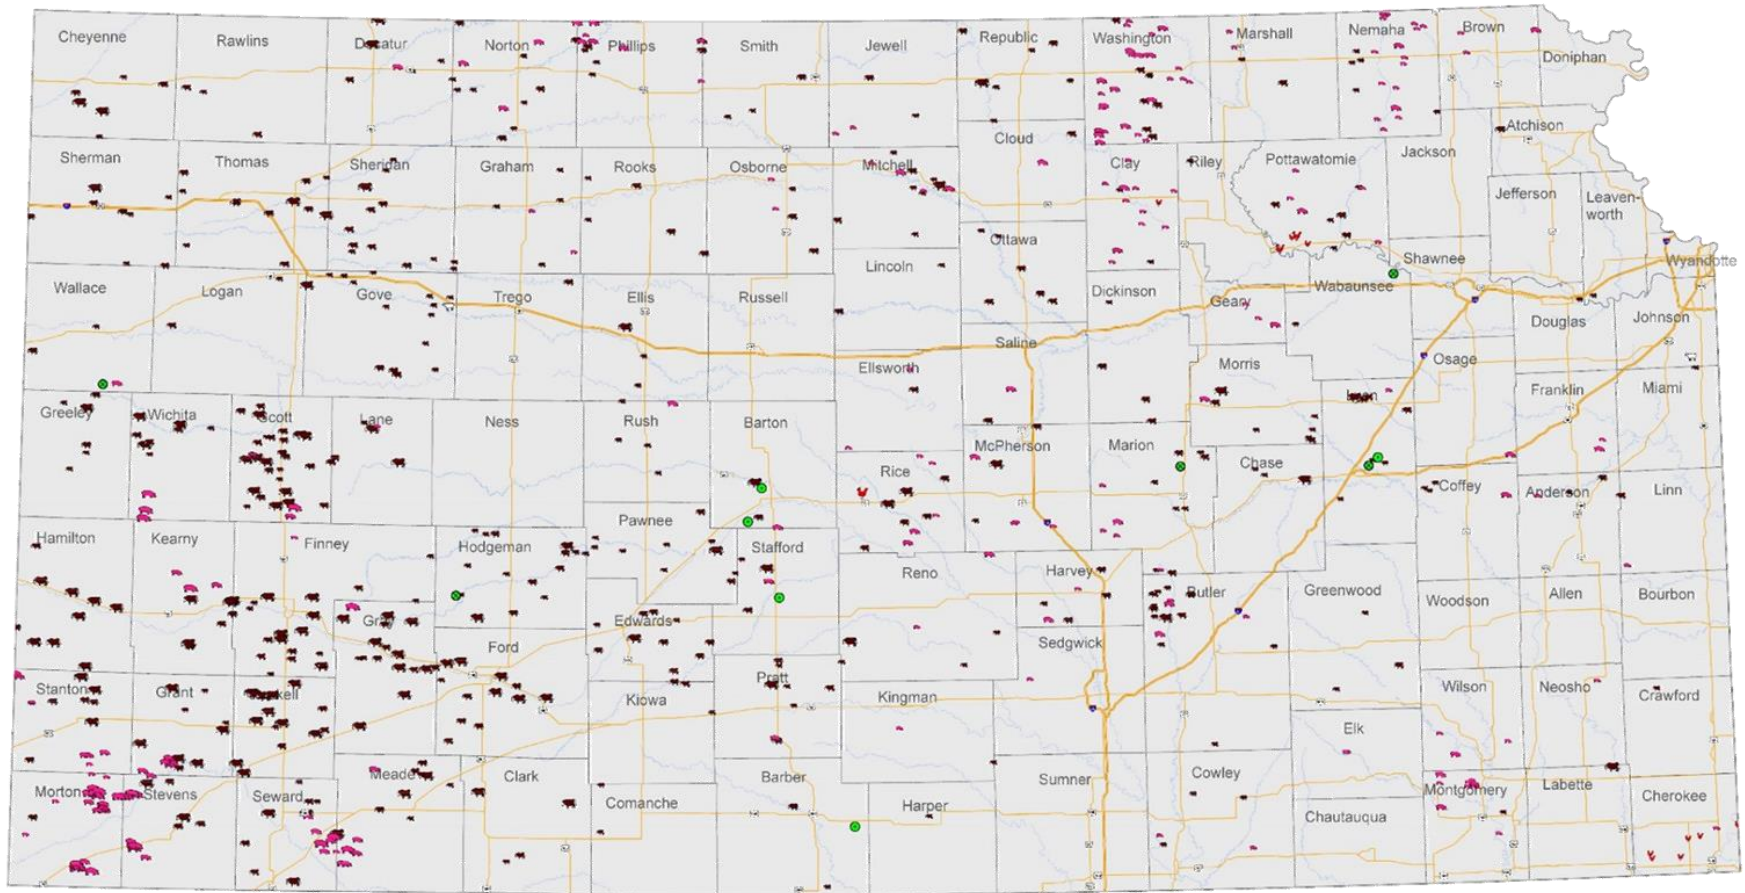 Cheyenne
Rawlins
Decatur
Norton
Phillips
Smith
Jewell
Republic
Washington
Marshall
Nemaha
Brown
Doniphan
Sherman
Thomas
Sheridan
Graham
Rooks
Osborne
Mitchell
Cloud
Clay
Riley
Pottawatomie
Jackson
Atchison
Jefferson
Leaven-
worth
Wallace
Logan
Gove
Trego
Ellis
Russell
Lincoln
Ottawa
Dickinson
Geary
Wabaunsee
Shawnee
Wyandotte
Douglas
Johnson
Greeley
Wichita
Scott
Lane
Ness
Rush
Barton
Ellsworth
Saline
Morris
Lyon
Osage
Franklin
Miami
Rice
McPherson
Marion
Chase
Coffey
Anderson
Linn
Hamilton
Kearny
Finney
Hodgeman
Pawnee
Stafford
Reno
Harvey
Butler
Greenwood
Woodson
Allen
Bourbon
Gray
Ford
Edwards
Sedgwick
Stanton
Grant
Haskell
Kiowa
Pratt
Kingman
Elk
Wilson
Neosho
Crawford
Morton
Stevens
Seward
Meade
Clark
Comanche
Barber
Harper
Sumner
Cowley
Chautauqua
Montgomery
Labette
Cherokee